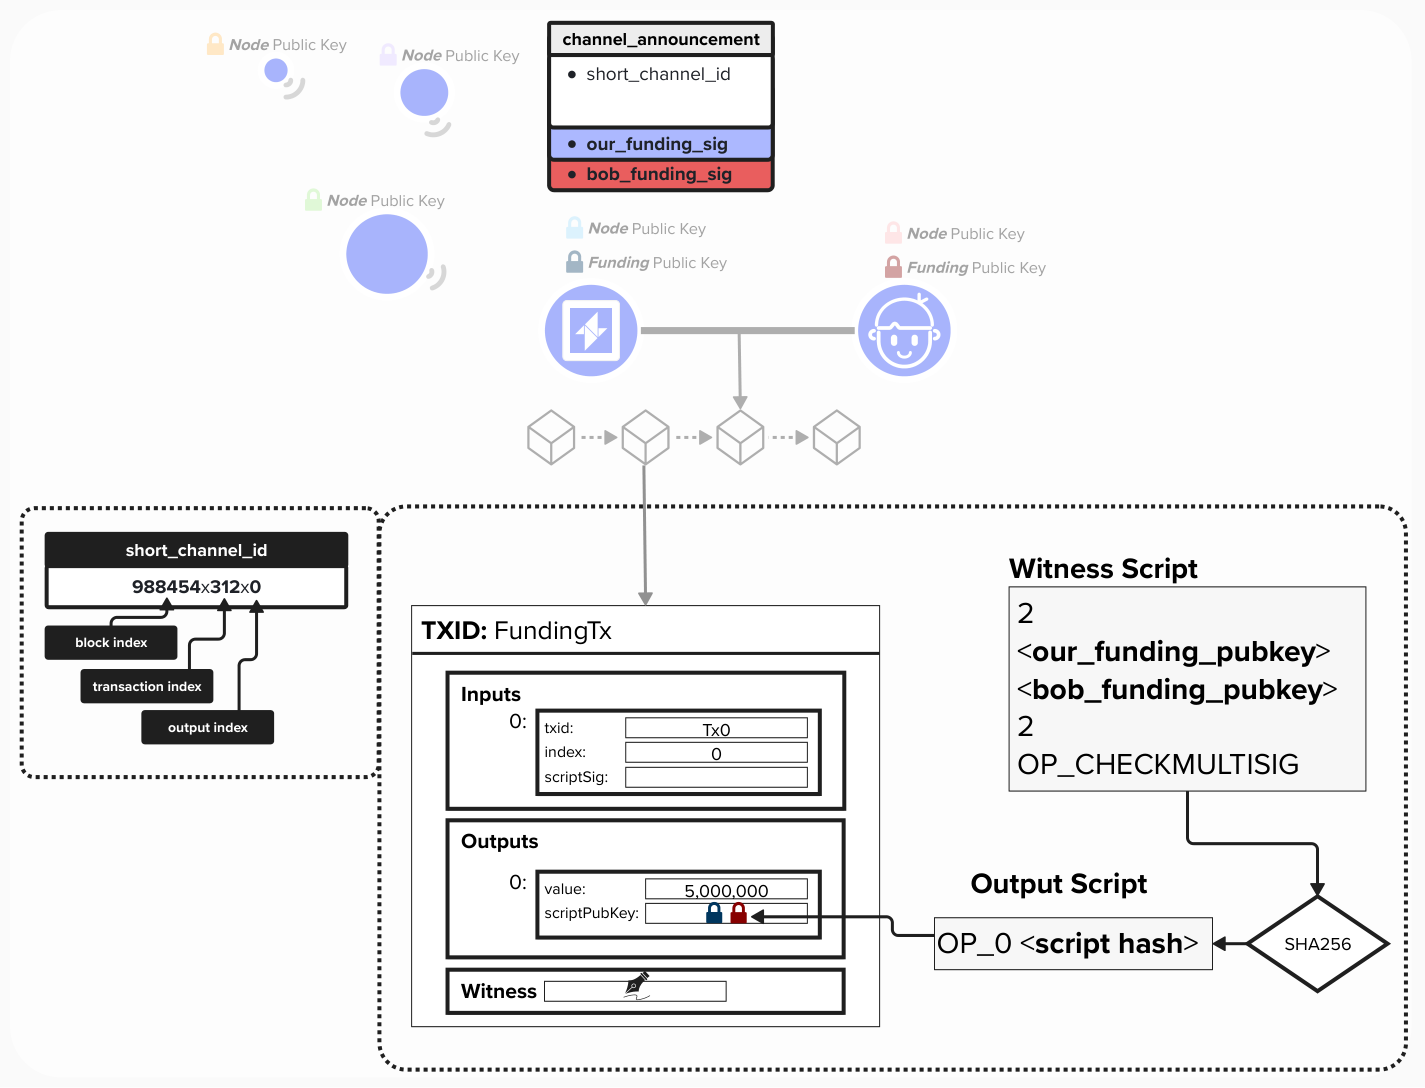 Node Public Key
Node Public Key
channel_announcement
• short_channel_id
• our_funding_sig
• bob_funding_sig
Node Public Key
Node Public Key
Funding Public Key
Node Public Key
Funding Public Key
short_channel_id
988454x312x0
block index
transaction index
output index
TXID: FundingTx
Inputs
0:
txid: Tx0
index: 0
scriptSig:
Outputs
0:
value: 5,000,000
scriptPubKey:
Witness
Witness Script
2
<our_funding_pubkey>
<bob_funding_pubkey>
2
OP_CHECKMULTISIG
Output Script
OP_0 <script hash>
SHA256